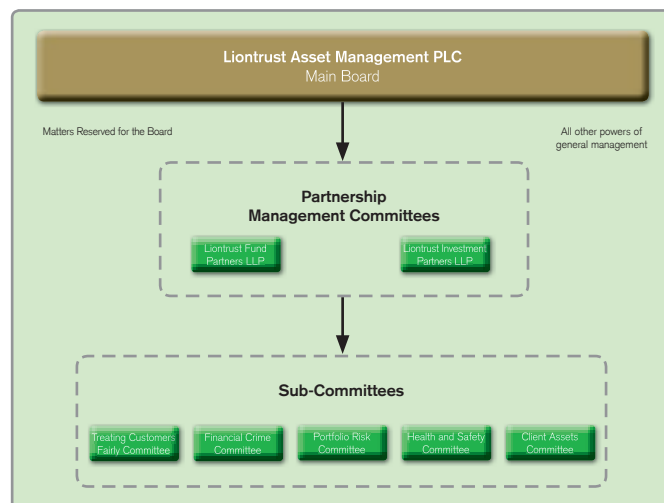 Liontrust Asset Management PLC
Main Board
Matters Reserved for the Board
All other powers of
general management
Partnership
Management Committees
Liontrust Fund
Partners LLP
Liontrust Investment
Partners LLP
Sub-Committees
Treating Customers
Fairly Committee
Financial Crime
Committee
Portfolio Risk
Committee
Health and Safety
Committee
Client Assets
Committee